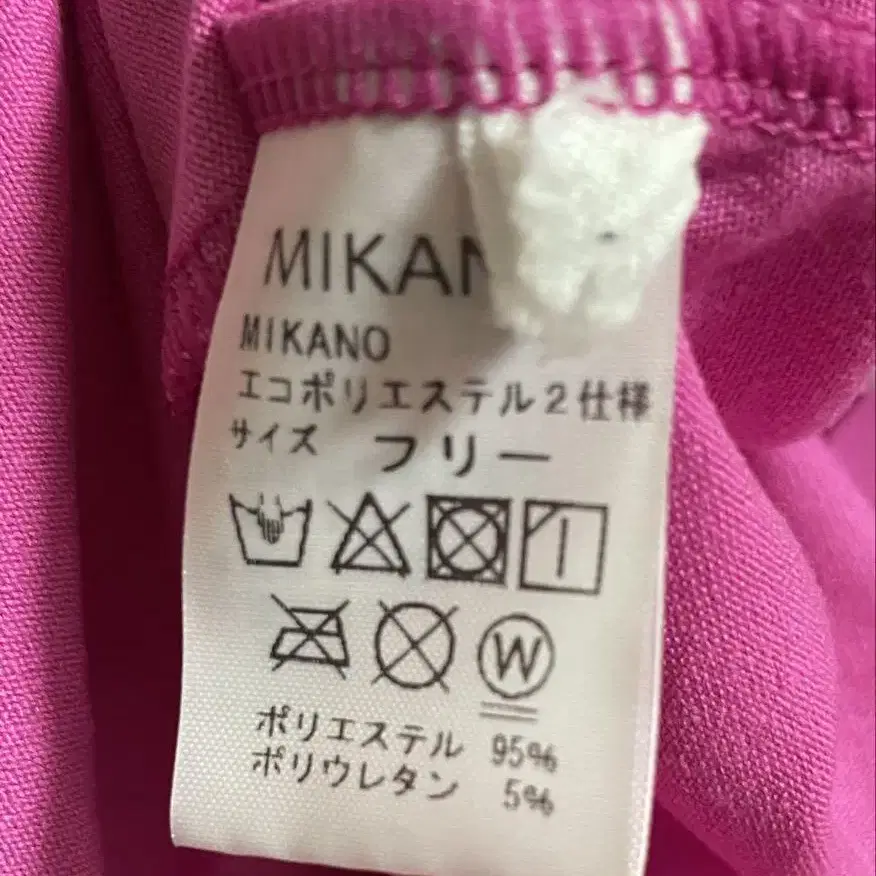 MIKAN
MIKANO
エコポリエステル2仕様
サイズ フリー
W
ポリエステル 95%
ポリウレタン 5%